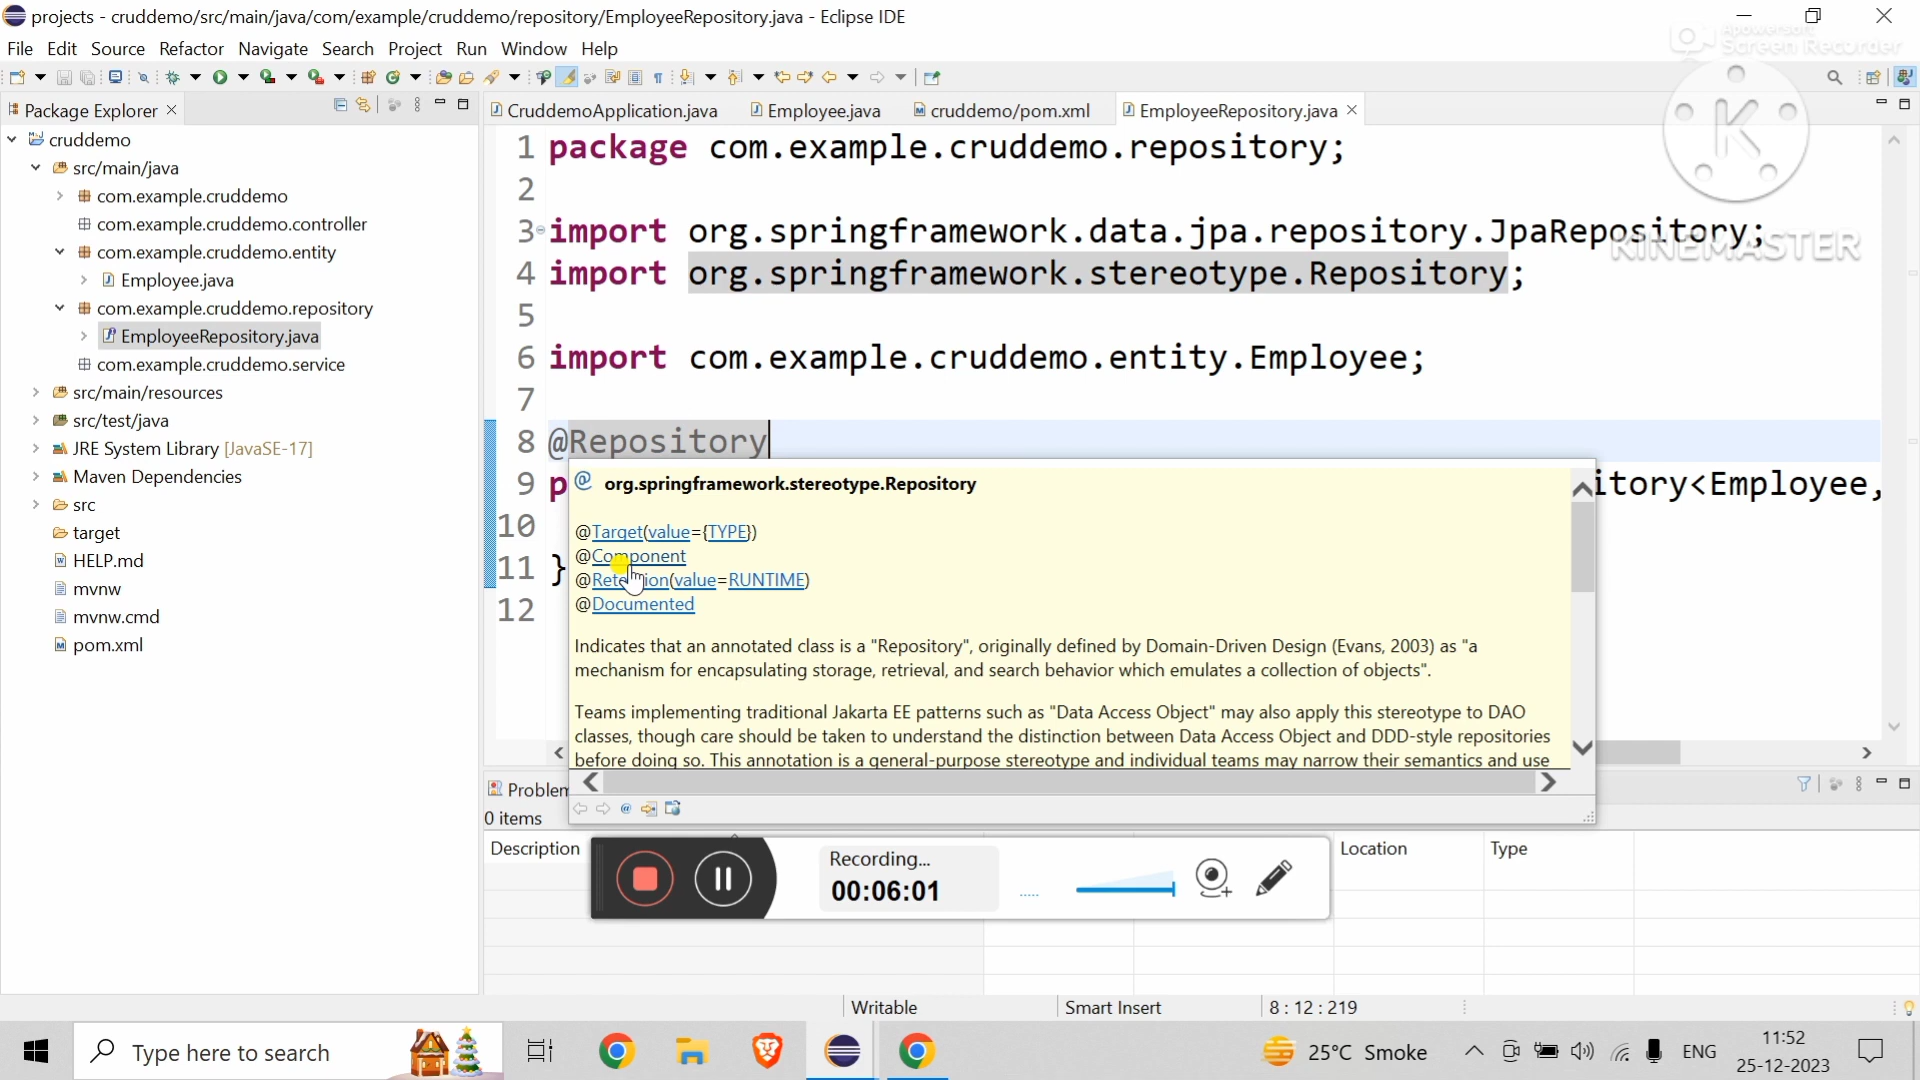 projects - cruddemo/src/main/java/com/example/cruddemo/repository/EmployeeRepository.java - Eclipse IDE
Apowersoft
Screen Recorder
File Edit Source Refactor Navigate Search Project Run Window Help
Package Explorer
CruddemoApplication.java Employee.java cruddemo/pom.xml EmployeeRepository.java
K
KINEMASTER
cruddemo
src/main/java
com.example.cruddemo
com.example.cruddemo.controller
com.example.cruddemo.entity
Employee.java
com.example.cruddemo.repository
EmployeeRepository.java
com.example.cruddemo.service
src/main/resources
src/test/java
JRE System Library [JavaSE-17]
Maven Dependencies
src
target
HELP.md
mvnw
mvnw.cmd
pom.xml
1 package com.example.cruddemo.repository;
2
3 import org.springframework.data.jpa.repository.JpaRepository;
4 import org.springframework.stereotype.Repository;
5
6 import com.example.cruddemo.entity.Employee;
7
8 @Repository
9 p itory<Employee,
10
11 }
12
@ org.springframework.stereotype.Repository
@Target(value={TYPE})
@Component
@Retention(value=RUNTIME)
@Documented
Indicates that an annotated class is a "Repository", originally defined by Domain-Driven Design (Evans, 2003) as "a
mechanism for encapsulating storage, retrieval, and search behavior which emulates a collection of objects".
Teams implementing traditional Jakarta EE patterns such as "Data Access Object" may also apply this stereotype to DAO
classes, though care should be taken to understand the distinction between Data Access Object and DDD-style repositories
before doing so. This annotation is a general-purpose stereotype and individual teams may narrow their semantics and use
Problem
0 items
Description Location Type
Recording...
00:06:01
Writable Smart Insert 8 : 12 : 219
Type here to search
25°C Smoke
ENG
11:52
25-12-2023